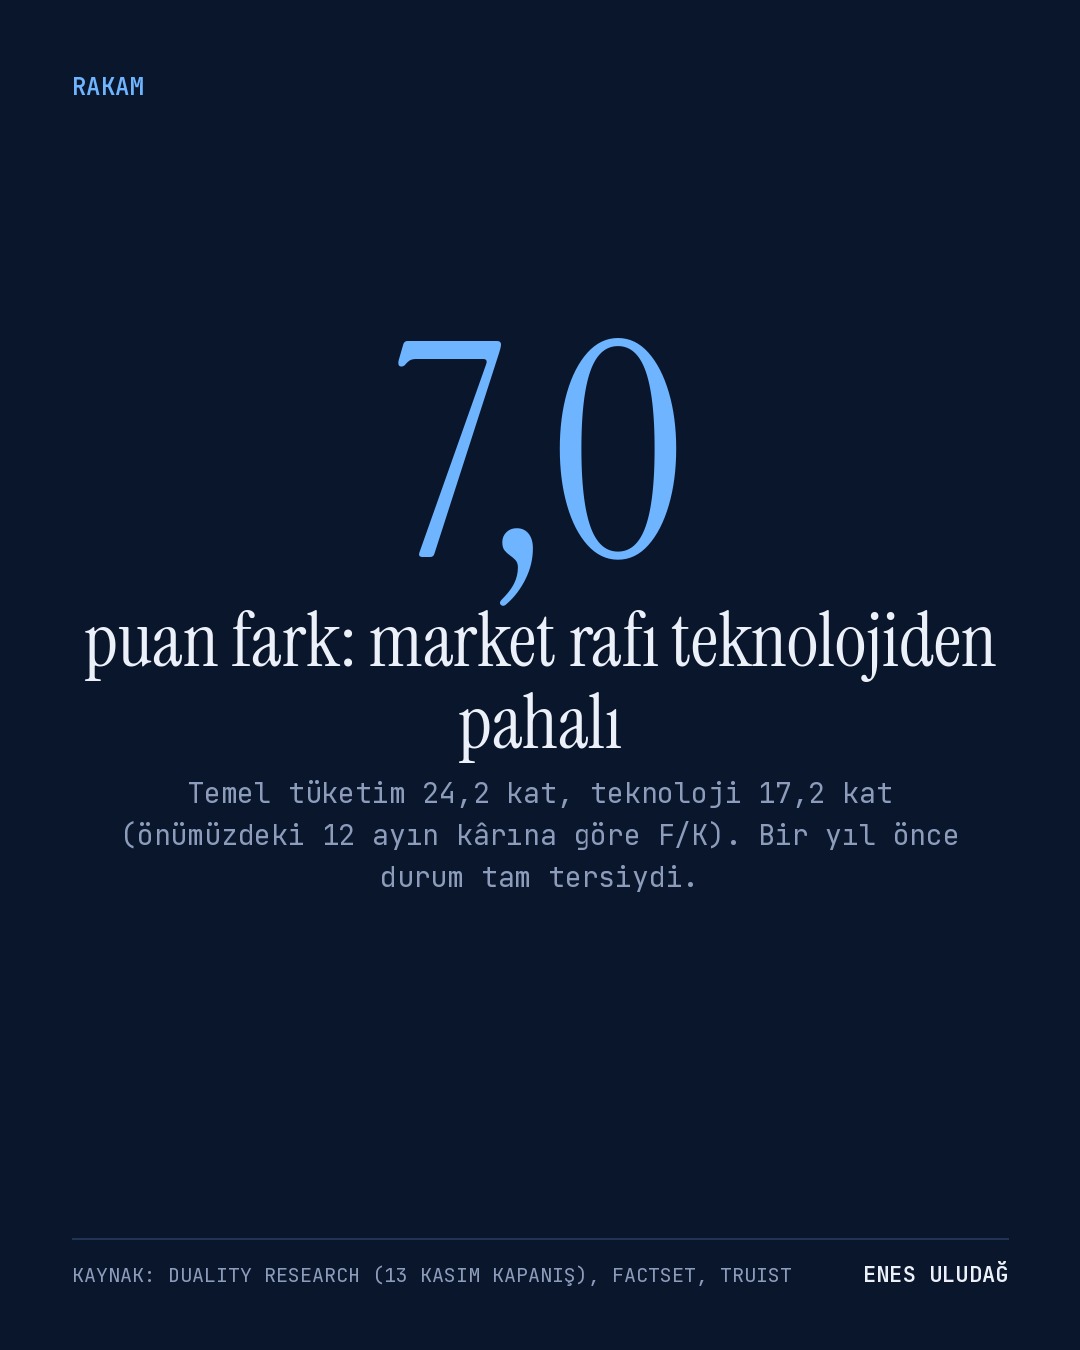 RAKAM
7,0
puan fark: market rafı teknolojiden
pahalı
Temel tüketim 24,2 kat, teknoloji 17,2 kat
(önümüzdeki 12 ayın kârına göre F/K). Bir yıl önce
durum tam tersiydi.
KAYNAK: DUALITY RESEARCH (13 KASIM KAPANIŞ), FACTSET, TRUIST
ENES ULUDAĞ